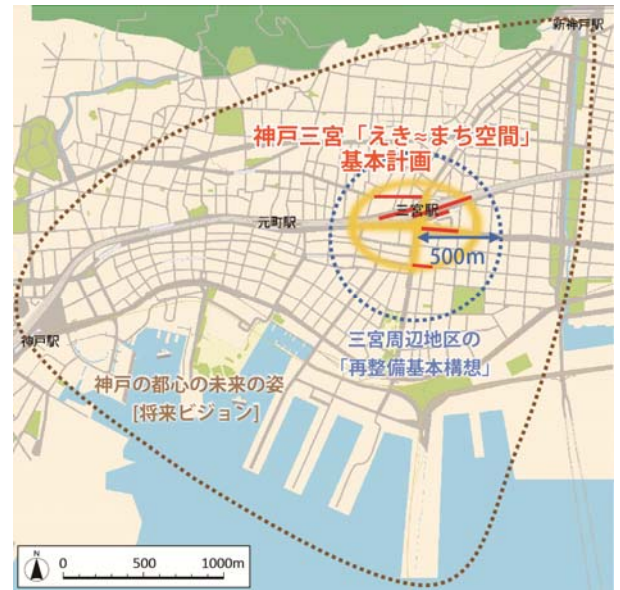 新神戸駅
神戸三宮「えき≈まち空間」
基本計画
三宮駅
元町駅
500m
神戸駅
三宮周辺地区の
「再整備基本構想」
神戸の都心の未来の姿
[将来ビジョン]
N
0 500 1000m